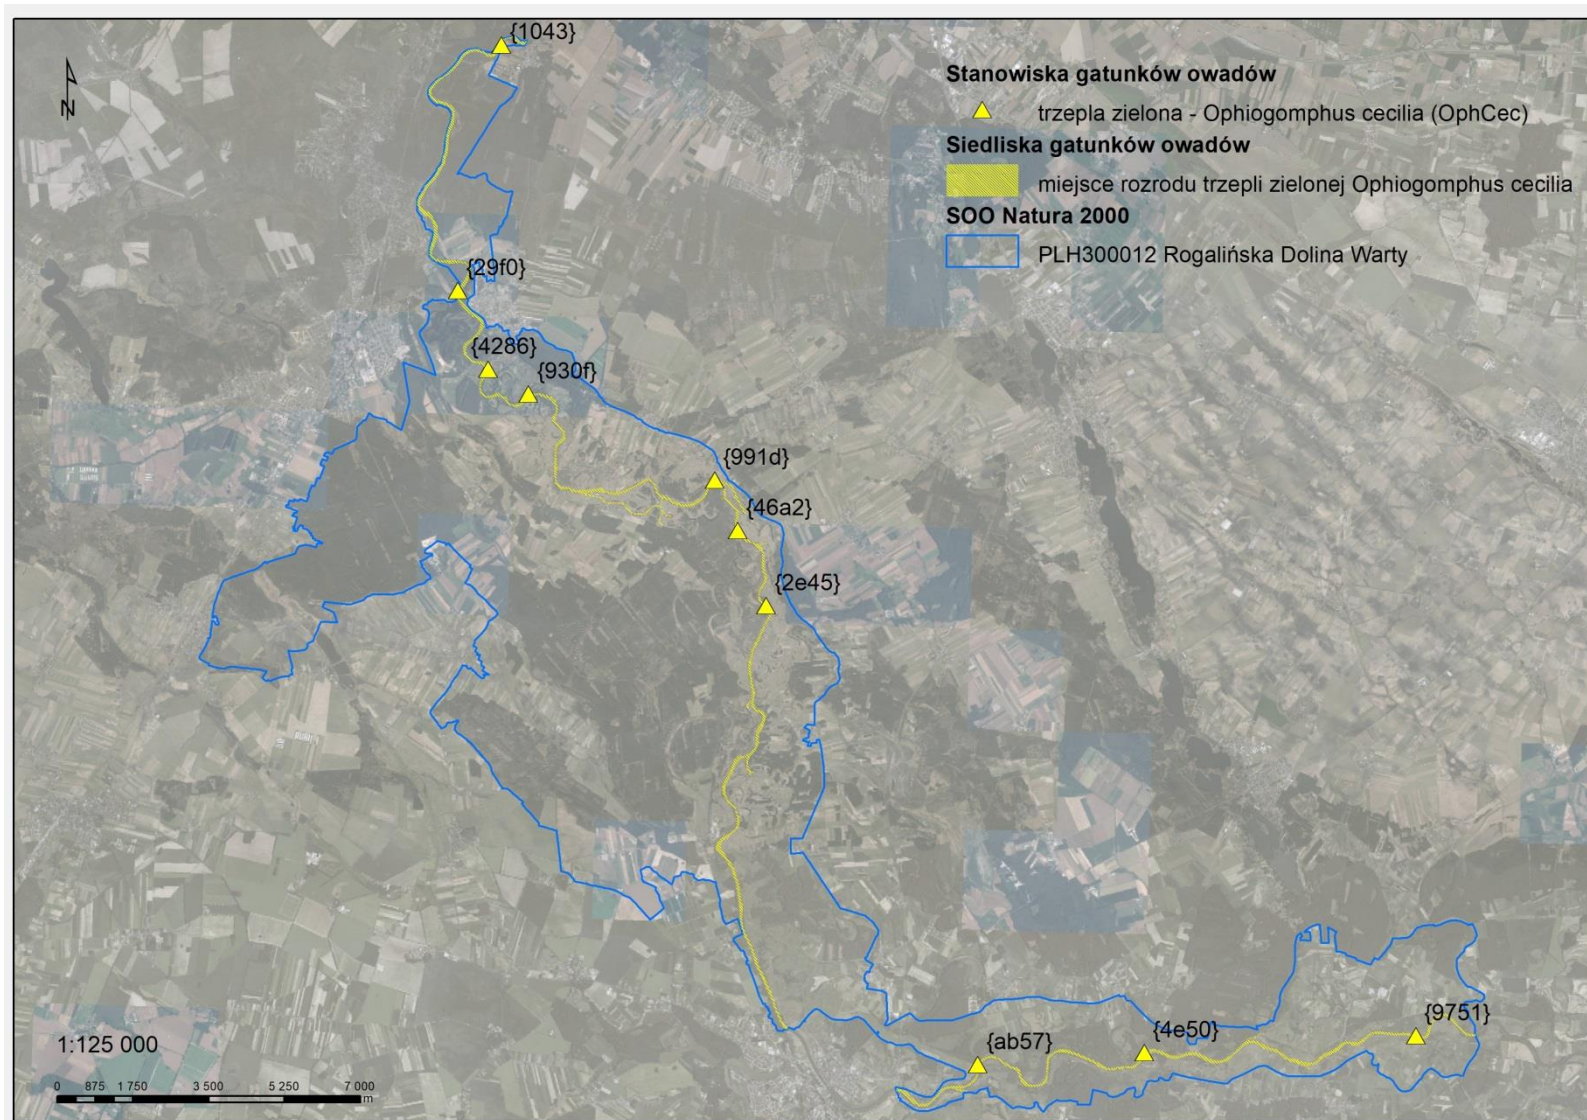 {1043}
N
Stanowiska gatunków owadów
trzepla zielona - Ophiogomphus cecilia (OphCec)
Siedliska gatunków owadów
miejsce rozrodu trzepli zielonej Ophiogomphus cecilia
SOO Natura 2000
PLH300012 Rogalińska Dolina Warty
{29f0}
{4286}
{930f}
{991d}
{46a2}
{2e45}
{9751}
{4e50}
{ab57}
1:125 000
0 875 1 750 3 500 5 250 7 000
m